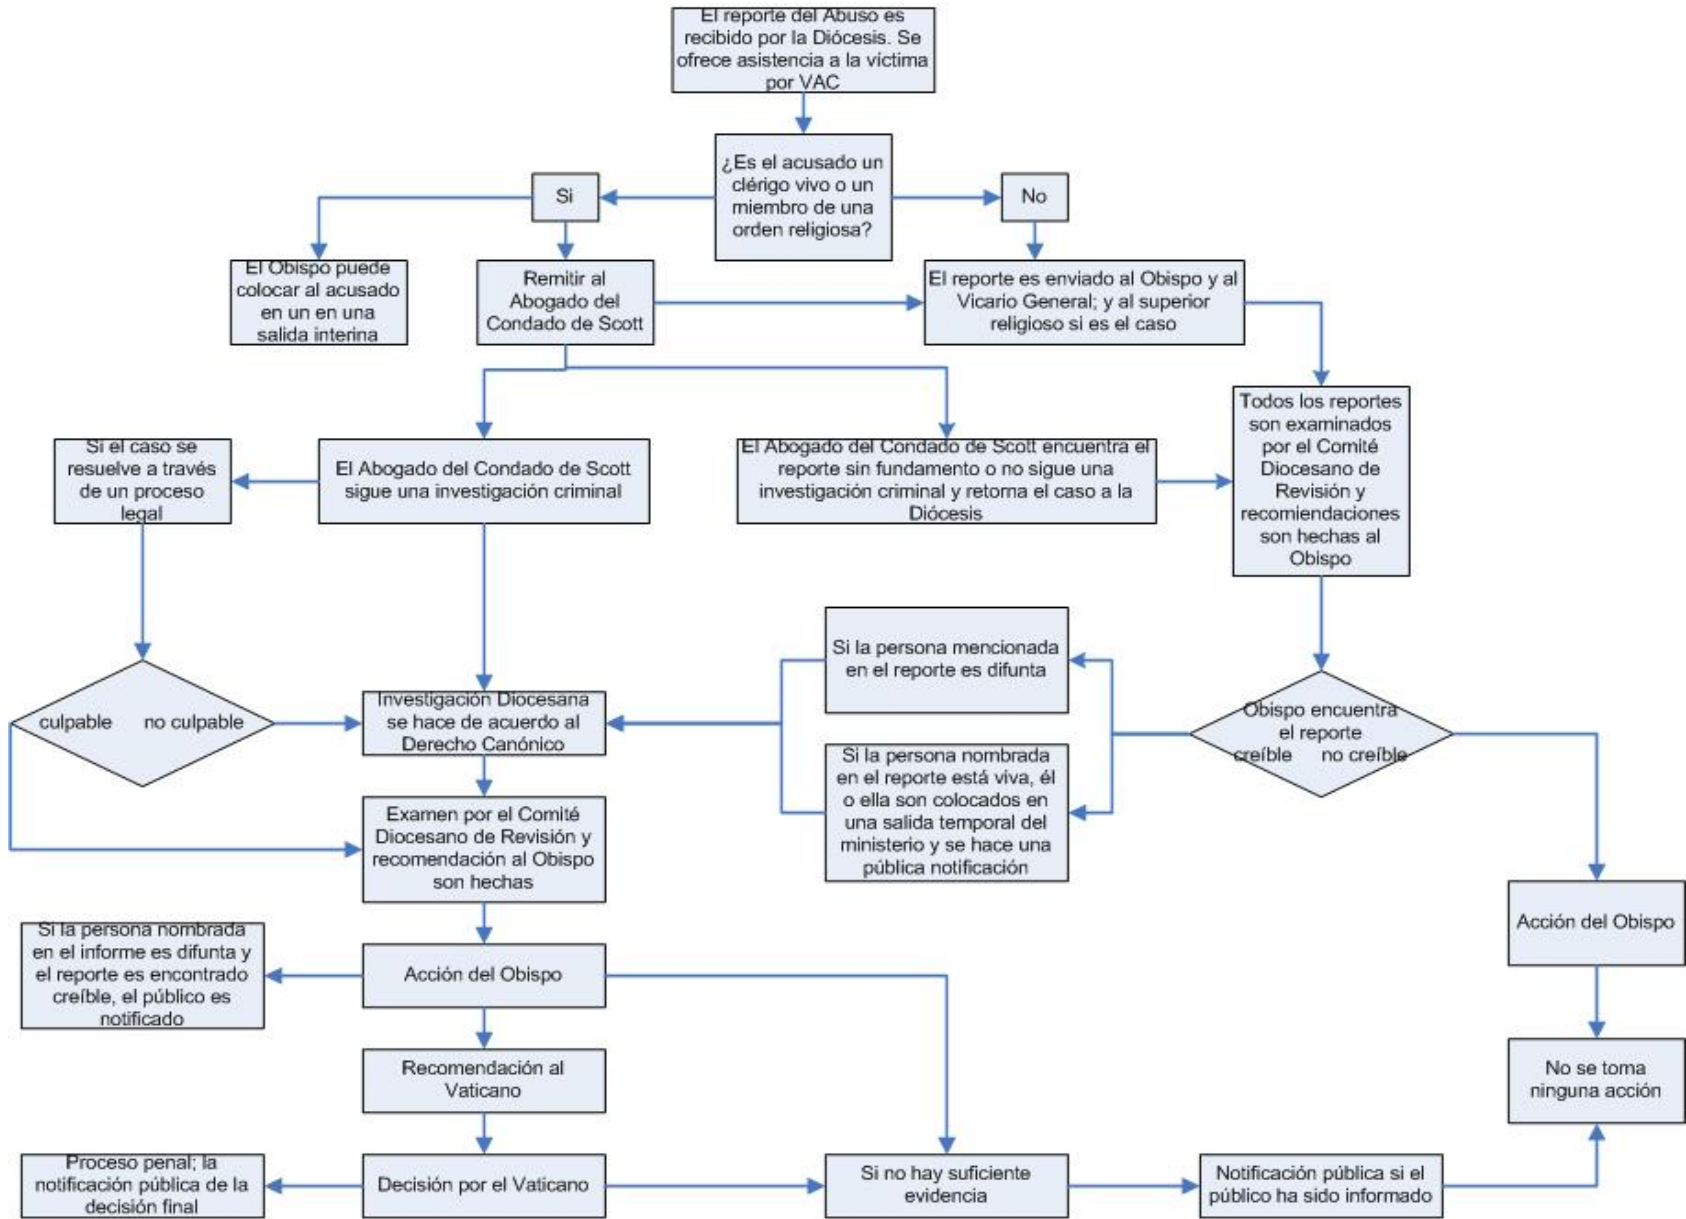 El reporte del Abuso es
recibido por la Diócesis. Se
ofrece asistencia a la víctima
por VAC
¿Es el acusado un
clérigo vivo o un
miembro de una
orden religiosa?
Si
No
El Obispo puede
colocar al acusado
en un en una
salida interina
Remitir al
Abogado del
Condado de Scott
El reporte es enviado al Obispo y al
Vicario General; y al superior
religioso si es el caso
Todos los reportes
son examinados
por el Comité
Diocesano de
Revisión y
recomiendaciones
son hechas al
Obispo
Si el caso se
resuelve a través
de un proceso
legal
El Abogado del Condado de Scott
sigue una investigación criminal
El Abogado del Condado de Scott encuentra el
reporte sin fundamento o no sigue una
investigación criminal y retorna el caso a la
Diócesis
Si la persona mencionada
en el reporte es difunta
culpable no culpable
Investigación Diocesana
se hace de acuerdo al
Derecho Canónico
Obispo encuentra
el reporte
creíble no creíble
Si la persona nombrada
en el reporte está viva, él
o ella son colocados en
una salida temporal del
ministerio y se hace una
pública notificación
Examen por el Comité
Diocesano de Revisión y
recomendación al Obispo
son hechas
Acción del Obispo
Si la persona nombrada
en el informe es difunta y
el reporte es encontrado
creíble, el público es
notificado
Acción del Obispo
Recomendación al
Vaticano
No se toma
ninguna acción
Proceso penal; la
notificación pública de la
decisión final
Decisión por el Vaticano
Si no hay suficiente
evidencia
Notificación pública si el
público ha sido informado